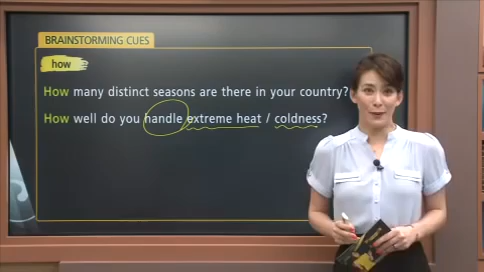 BRAINSTORMING CUES
how
How many distinct seasons are there in your country?
How well do you handle extreme heat / coldness?